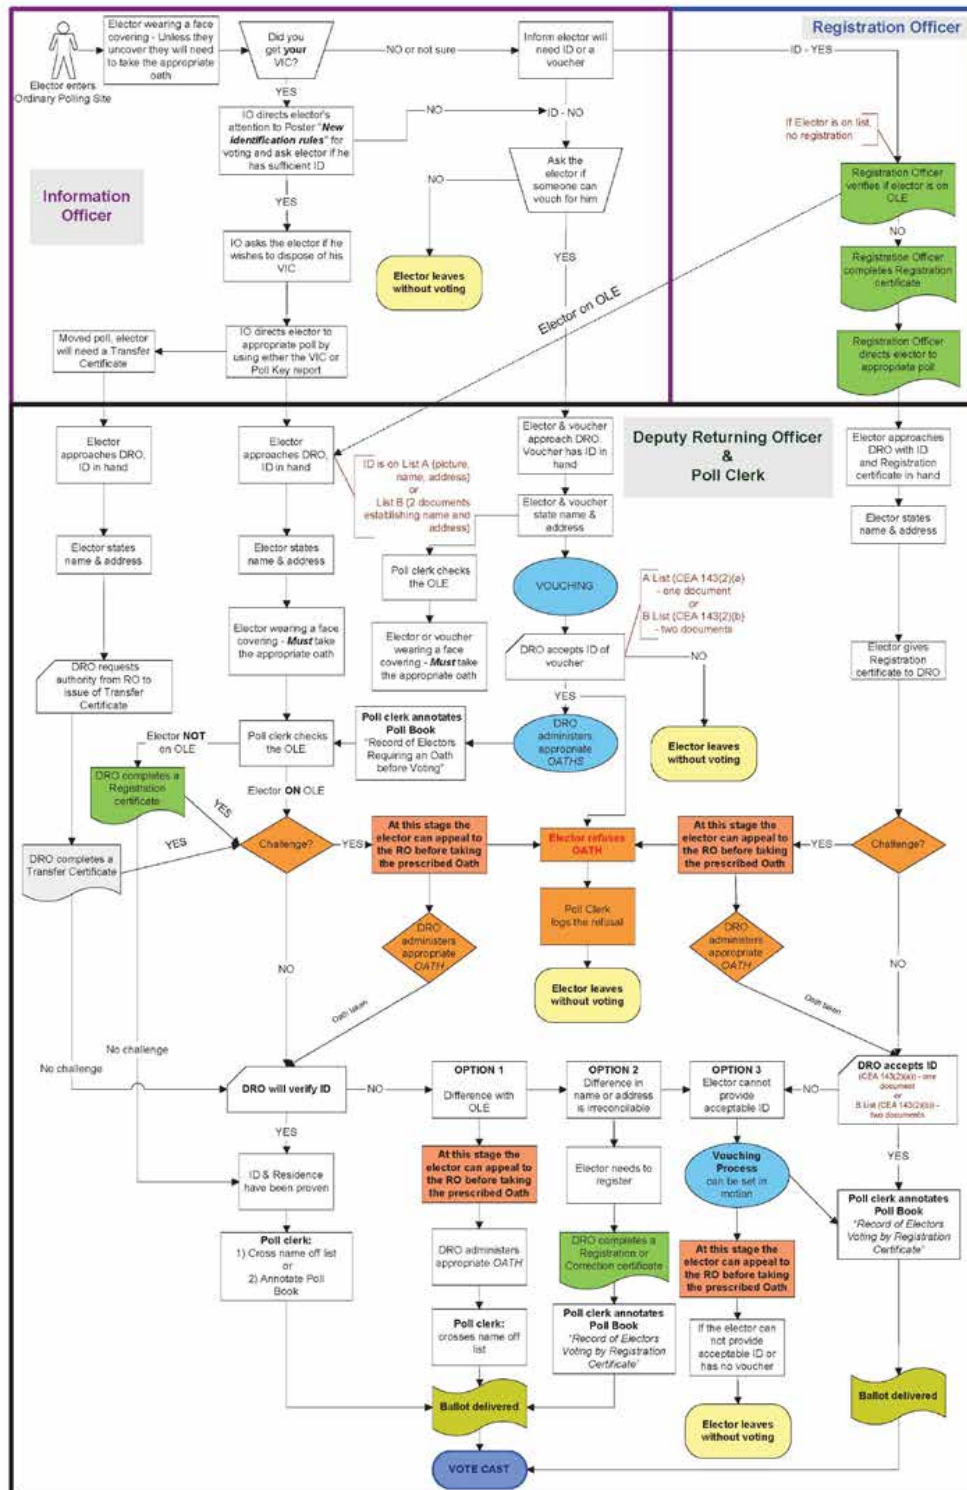 Elector wearing a face
covering - Unless they
uncover they will need
to take the appropriate
oath
Elector enters
Ordinary Polling Site
Did you
get your
VIC?
NO or not sure
Inform elector will
need ID or a
voucher
Registration Officer
ID - YES
YES
IO directs elector's
attention to Poster "New
identification rules" for
voting and ask elector if he
has sufficient ID
NO
ID - NO
If Elector is on list,
no registration
Ask the
elector if
someone can
vouch for him
NO
Registration Officer
verifies if elector is on
OLE
Information
Officer
YES
NO
IO asks the elector if he
wishes to dispose of his
VIC
YES
Registration Officer
completes Registration
certificate
Elector leaves
without voting
Elector on OLE
Moved poll, elector
will need a Transfer
Certificate
IO directs elector to
appropriate poll by
using either the VIC or
Poll Key report
Registration Officer
directs elector to
appropriate poll
Elector
approaches DRO,
ID in hand
Elector
approaches DRO,
ID in hand
Elector & voucher
approach DRO.
Voucher has ID in
hand
Deputy Returning Officer
&
Poll Clerk
Elector approaches
DRO with ID
and Registration
certificate in hand
ID is on List A (picture,
name, address)
or
List B (2 documents
establishing name and
address)
Elector & voucher
state name &
address
Elector states
name & address
Elector states
name & address
Elector states
name & address
Poll clerk checks
the OLE
VOUCHING
A List (CEA 143(2)(a)
- one document
or
B List (CEA 143(2)(b)
- two documents
Elector wearing a face
covering - Must take
the appropriate oath
Elector or voucher
wearing a face
covering - Must take
the appropriate oath
DRO accepts ID of
voucher
NO
Elector gives
Registration
certificate to DRO
DRO requests
authority from RO to
issue of Transfer
Certificate
YES
Elector NOT
on OLE
Poll clerk checks
the OLE
Poll clerk annotates
Poll Book
"Record of Electors
Requiring an Oath
before Voting"
DRO
administers
appropriate
OATHS
Elector leaves
without voting
DRO completes a
Registration
certificate
YES
Elector ON OLE
DRO completes a
Transfer Certificate
YES
Challenge?
YES
At this stage the
elector can appeal to
the RO before taking
the prescribed Oath
Elector refuses
OATH
At this stage the
elector can appeal to
the RO before taking
the prescribed Oath
YES
Challenge?
DRO
administers
appropriate
OATH
Poll Clerk
logs the refusal
DRO
administers
appropriate
OATH
NO
NO
Elector leaves
without voting
Oath taken
Oath taken
No challenge
No challenge
DRO will verify ID
NO
OPTION 1
Difference with
OLE
OPTION 2
Difference in
name or address
is irreconcilable
OPTION 3
Elector cannot
provide
acceptable ID
NO
DRO accepts ID
(CEA 143(2)(a)) - one
document
or
B List (CEA 143(2)(b)) -
two documents
YES
YES
ID & Residence
have been proven
At this stage the
elector can appeal to
the RO before taking
the prescribed Oath
Elector needs to
register
Vouching
Process
can be set in
motion
Poll clerk annotates
Poll Book
"Record of Electors
Voting by Registration
Certificate"
Poll clerk:
1) Cross name off list
or
2) Annotate Poll
Book
DRO administers
appropriate OATH
DRO completes a
Registration or
Correction certificate
At this stage the
elector can appeal to
the RO before taking
the prescribed Oath
Poll clerk:
crosses name off
list
Poll clerk annotates
Poll Book
"Record of Electors
Voting by Registration
Certificate"
If the elector can
not provide
acceptable ID or
has no voucher
Ballot delivered
Elector leaves
without voting
Ballot delivered
VOTE CAST